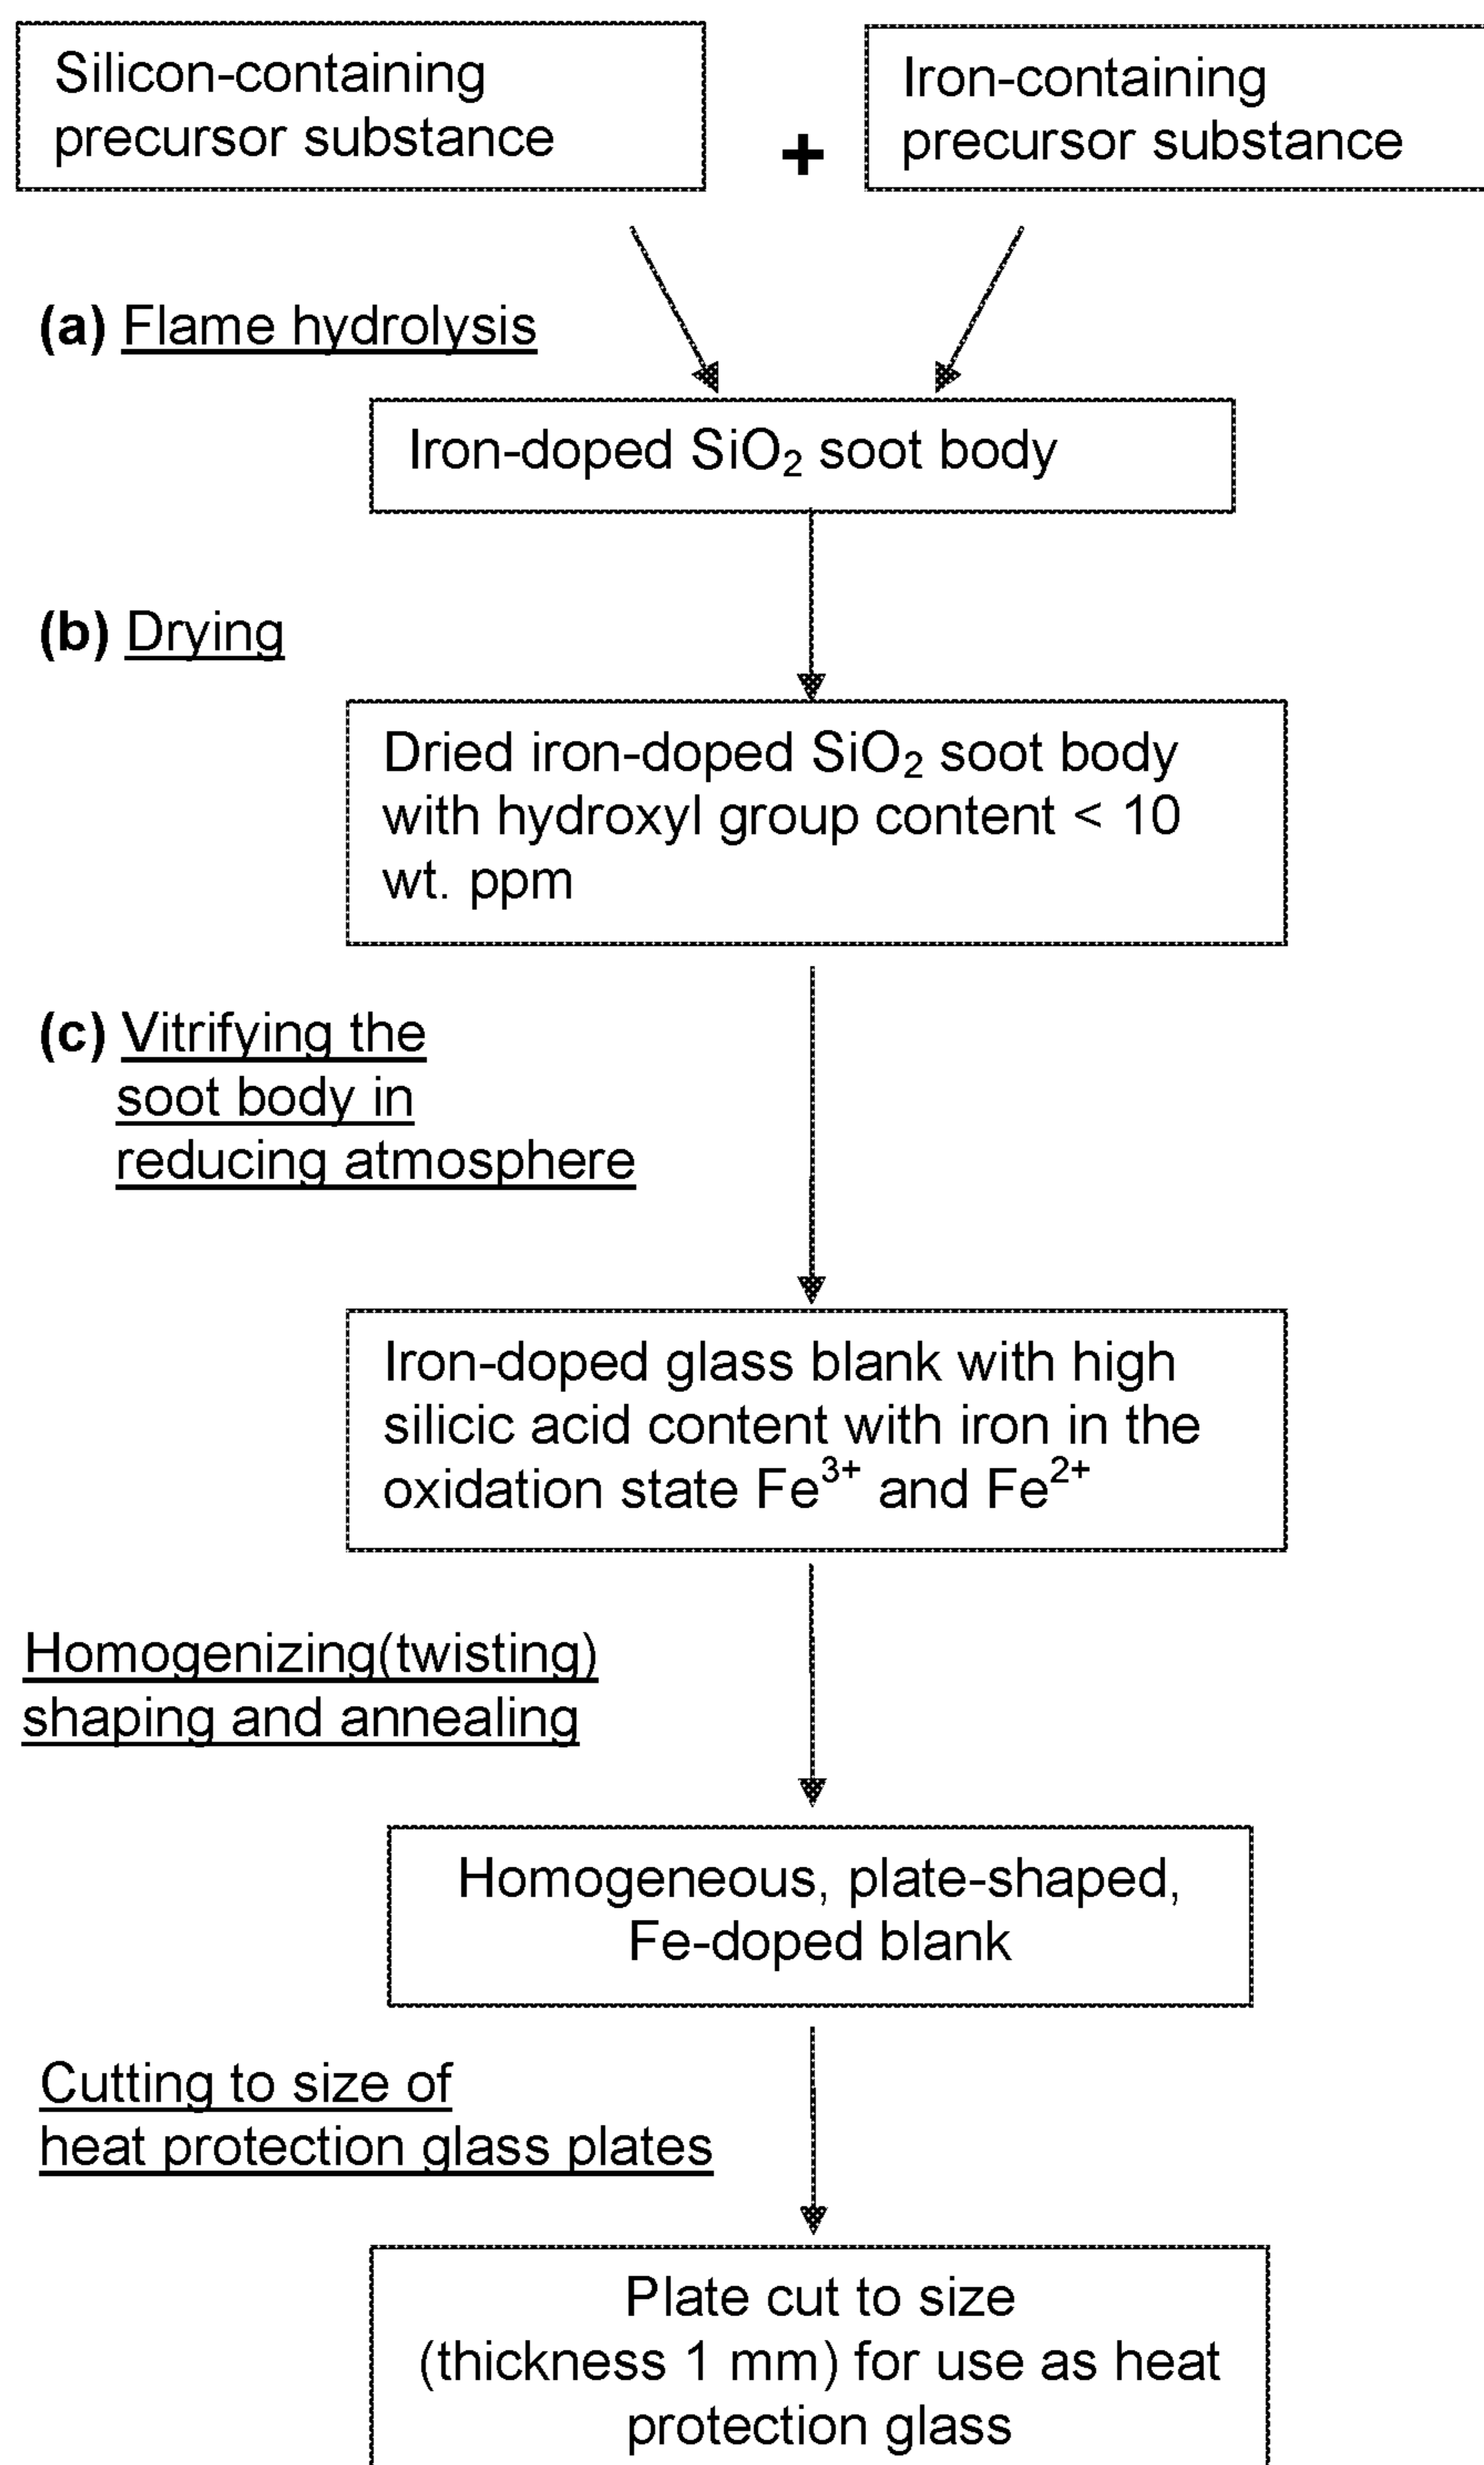 Silicon-containing
precursor substance
+
Iron-containing
precursor substance
(a) Flame hydrolysis
Iron-doped SiO₂ soot body
(b) Drying
Dried iron-doped SiO₂ soot body
with hydroxyl group content < 10
wt. ppm
(c) Vitrifying the
soot body in
reducing atmosphere
Iron-doped glass blank with high
silicic acid content with iron in the
oxidation state Fe³⁺ and Fe²⁺
Homogenizing(twisting)
shaping and annealing
Homogeneous, plate-shaped,
Fe-doped blank
Cutting to size of
heat protection glass plates
Plate cut to size
(thickness 1 mm) for use as heat
protection glass